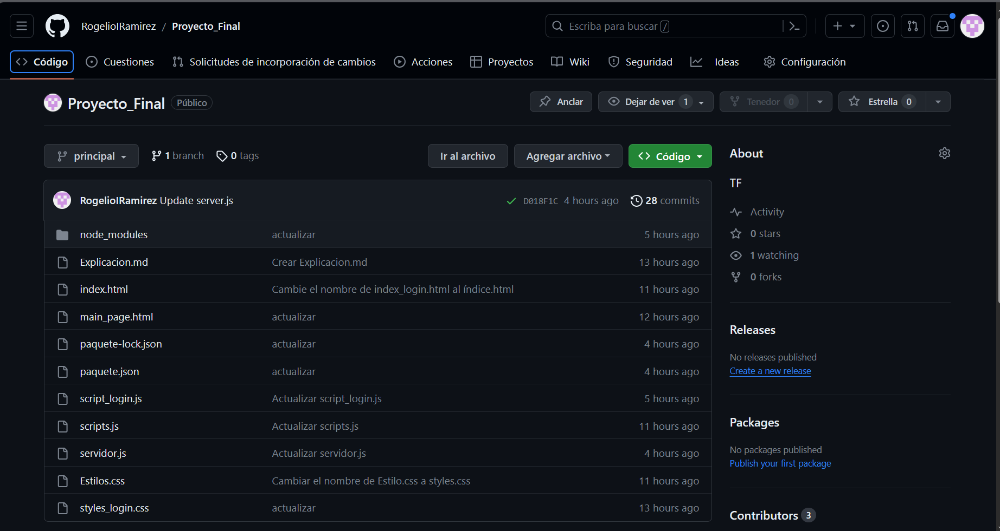 RogelioIRamirez / Proyecto_Final
Escriba para buscar /
Código
Cuestiones
Solicitudes de incorporación de cambios
Acciones
Proyectos
Wiki
Seguridad
Ideas
Configuración
Proyecto_Final Público
Anclar
Dejar de ver 1
Tenedor 0
Estrella 0
principal
1 branch
0 tags
Ir al archivo
Agregar archivo
Código
RogelioIRamirez Update server.js D018F1C 4 hours ago 28 commits
node_modules actualizar 5 hours ago
Explicacion.md Crear Explicacion.md 13 hours ago
index.html Cambie el nombre de index_login.html al índice.html 11 hours ago
main_page.html actualizar 12 hours ago
paquete-lock.json actualizar 4 hours ago
paquete.json actualizar 4 hours ago
script_login.js Actualizar script_login.js 5 hours ago
scripts.js Actualizar scripts.js 11 hours ago
servidor.js Actualizar servidor.js 4 hours ago
Estilos.css Cambiar el nombre de Estilo.css a styles.css 11 hours ago
styles_login.css actualizar 13 hours ago
About
TF
Activity
0 stars
1 watching
0 forks
Releases
No releases published
Create a new release
Packages
No packages published
Publish your first package
Contributors 3